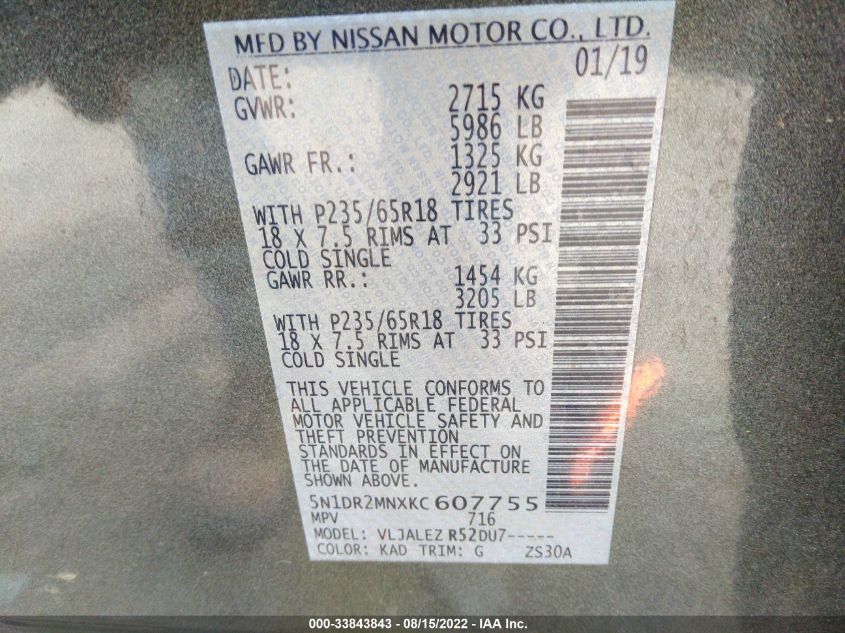 MFD BY NISSAN MOTOR CO., LTD.
DATE: 01/19
GVWR: 2715 KG
5986 LB
GAWR FR.: 1325 KG
2921 LB
WITH P235/65R18 TIRES
18 X 7.5 RIMS AT 33 PSI
COLD SINGLE
GAWR RR.: 1454 KG
3205 LB
WITH P235/65R18 TIRES
18 X 7.5 RIMS AT 33 PSI
COLD SINGLE
THIS VEHICLE CONFORMS TO
ALL APPLICABLE FEDERAL
MOTOR VEHICLE SAFETY AND
THEFT PREVENTION
STANDARDS IN EFFECT ON
THE DATE OF MANUFACTURE
SHOWN ABOVE.
5N1DR2MNXKC607755
MPV 716
MODEL: VLJALEZ R52DU7-----
COLOR: KAD TRIM: G ZS30A
000-33843843 - 08/15/2022 - IAA Inc.